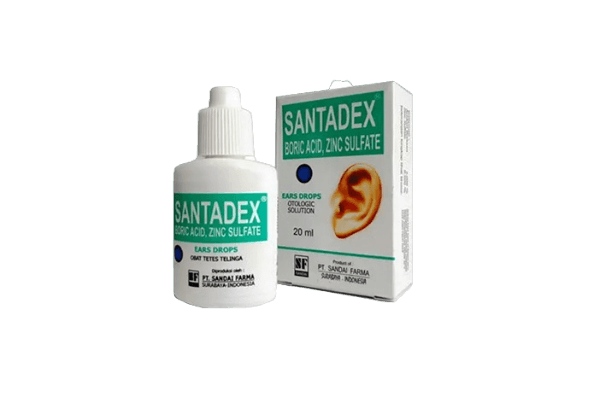 SANTADEX®
BORIC ACID, ZINC SULFATE
EARS DROPS
OBAT TETES TELINGA
Diproduksi oleh :
SF
PT. SANDAI FARMA
SURABAYA-INDONESIA
SANTADEX®
BORIC ACID, ZINC SULFATE
EARS DROPS
OTOLOGIC
SOLUTION
20 ml
SF
Product of :
PT. SANDAI FARMA
SURABAYA - INDONESIA